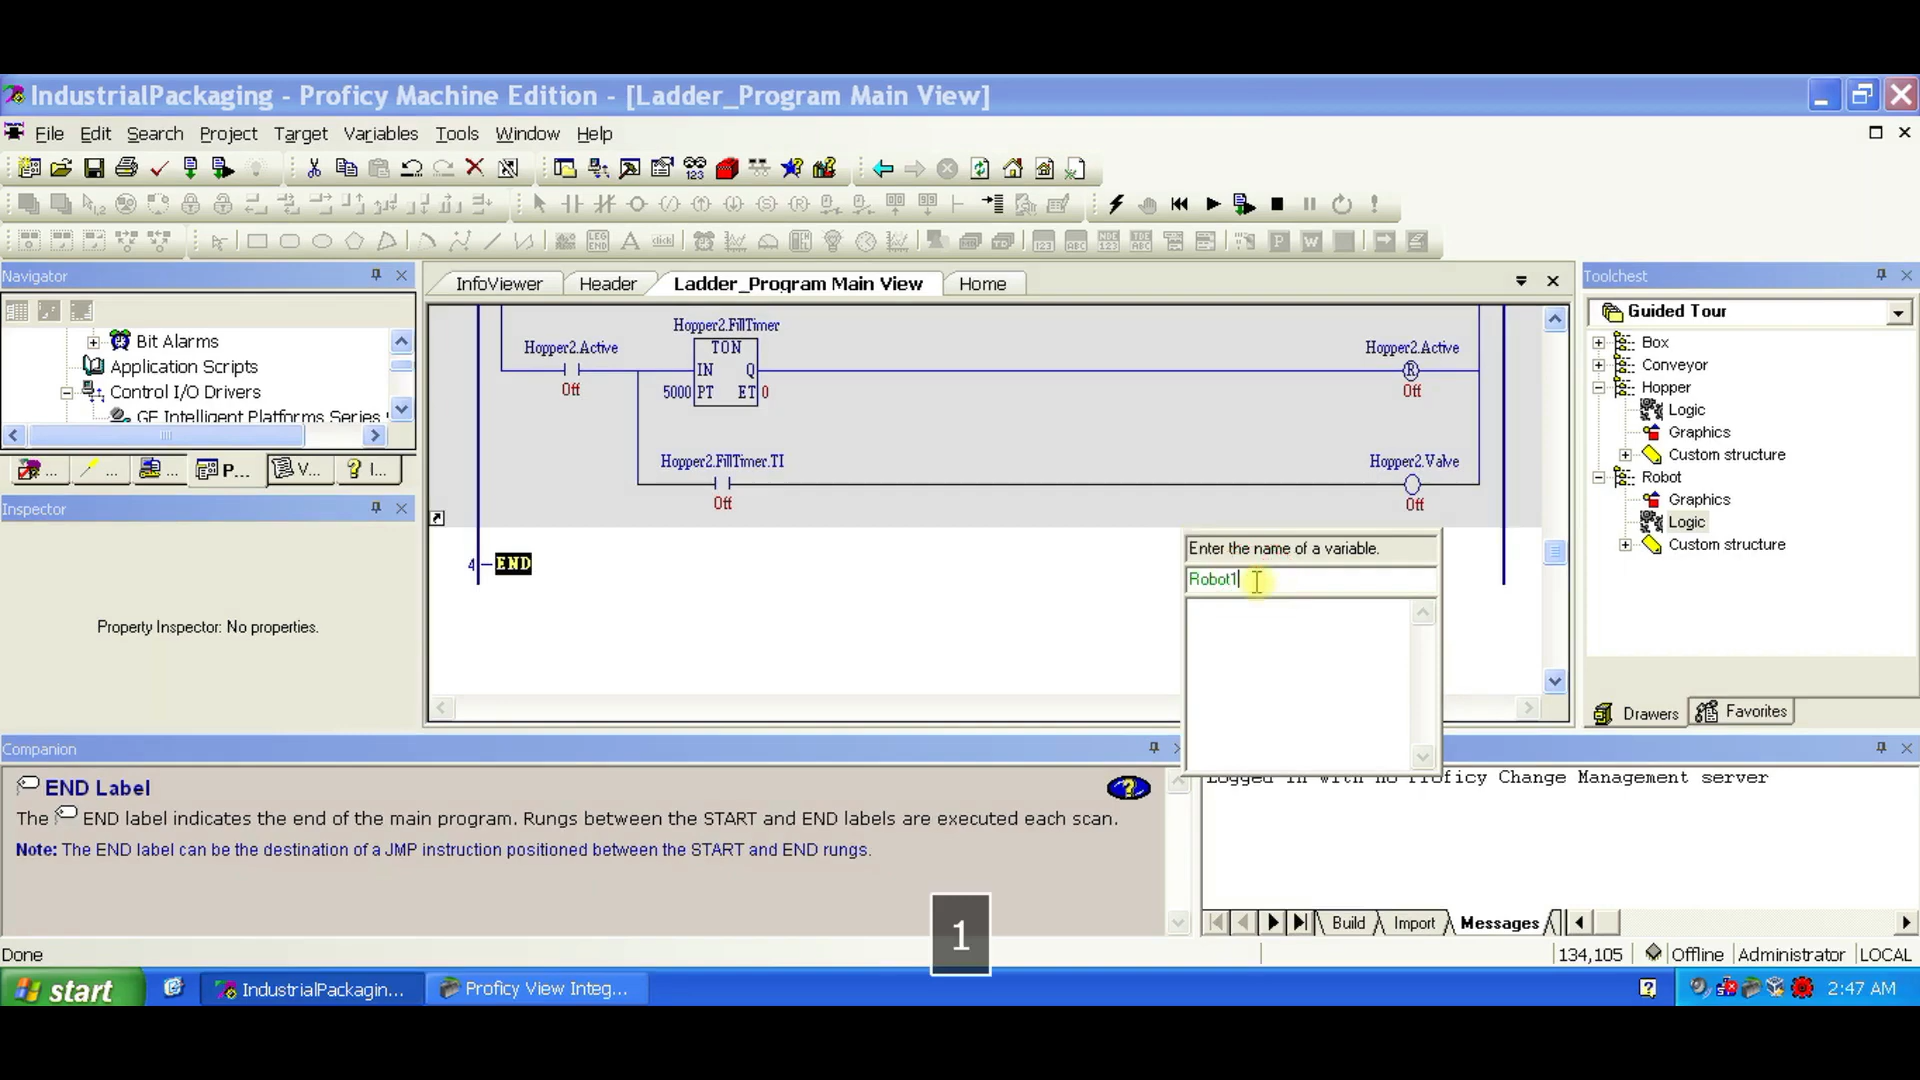 IndustrialPackaging - Proficy Machine Edition - [Ladder_Program Main View]
File Edit Search Project Target Variables Tools Window Help
Navigator
Bit Alarms
Application Scripts
Control I/O Drivers
GE Intelligent Platforms Series
P...
V...
I...
Inspector
Property Inspector: No properties.
InfoViewer
Header
Ladder_Program Main View
Home
Hopper2.FillTimer
Hopper2.Active
TON
Hopper2.Active
IN Q
R
Off
5000 PT ET 0
Off
Hopper2.FillTimer.TI
Hopper2.Valve
Off
Off
4 END
Enter the name of a variable.
Robot1
Toolchest
Guided Tour
Box
Conveyor
Hopper
Logic
Graphics
Custom structure
Robot
Graphics
Logic
Custom structure
Drawers
Favorites
Companion
END Label
The END label indicates the end of the main program. Rungs between the START and END labels are executed each scan.
Note: The END label can be the destination of a JMP instruction positioned between the START and END rungs.
Logged in with no Proficy Change Management server
Build
Import
Messages
1
Done
134,105
Offline
Administrator
LOCAL
start
IndustrialPackagin...
Proficy View Integ...
2:47 AM